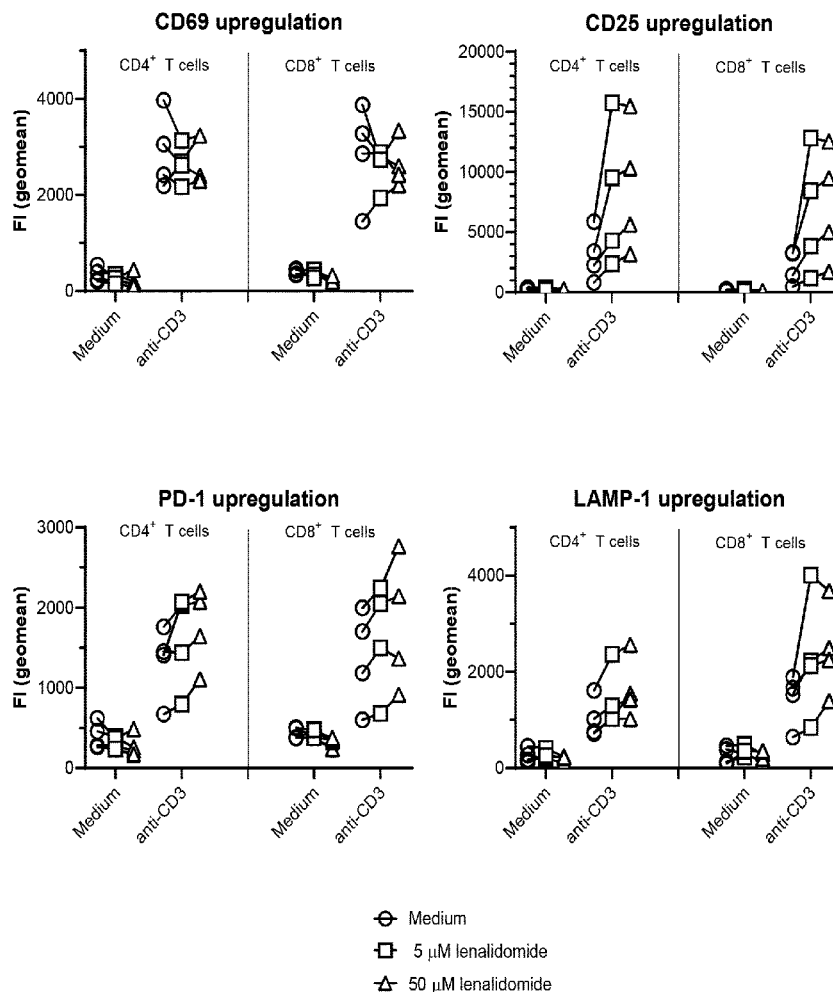 CD69 upregulation
CD4+ T cells
CD8+ T cells
FI (geomean)
4000
2000
0
Medium
anti-CD3
Medium
anti-CD3
CD25 upregulation
CD4+ T cells
CD8+ T cells
FI (geomean)
20000
15000
10000
5000
0
Medium
anti-CD3
Medium
anti-CD3
PD-1 upregulation
CD4+ T cells
CD8+ T cells
FI (geomean)
3000
2000
1000
0
Medium
anti-CD3
Medium
anti-CD3
LAMP-1 upregulation
CD4+ T cells
CD8+ T cells
FI (geomean)
4000
2000
0
Medium
anti-CD3
Medium
anti-CD3
Medium
5 μM lenalidomide
50 μM lenalidomide